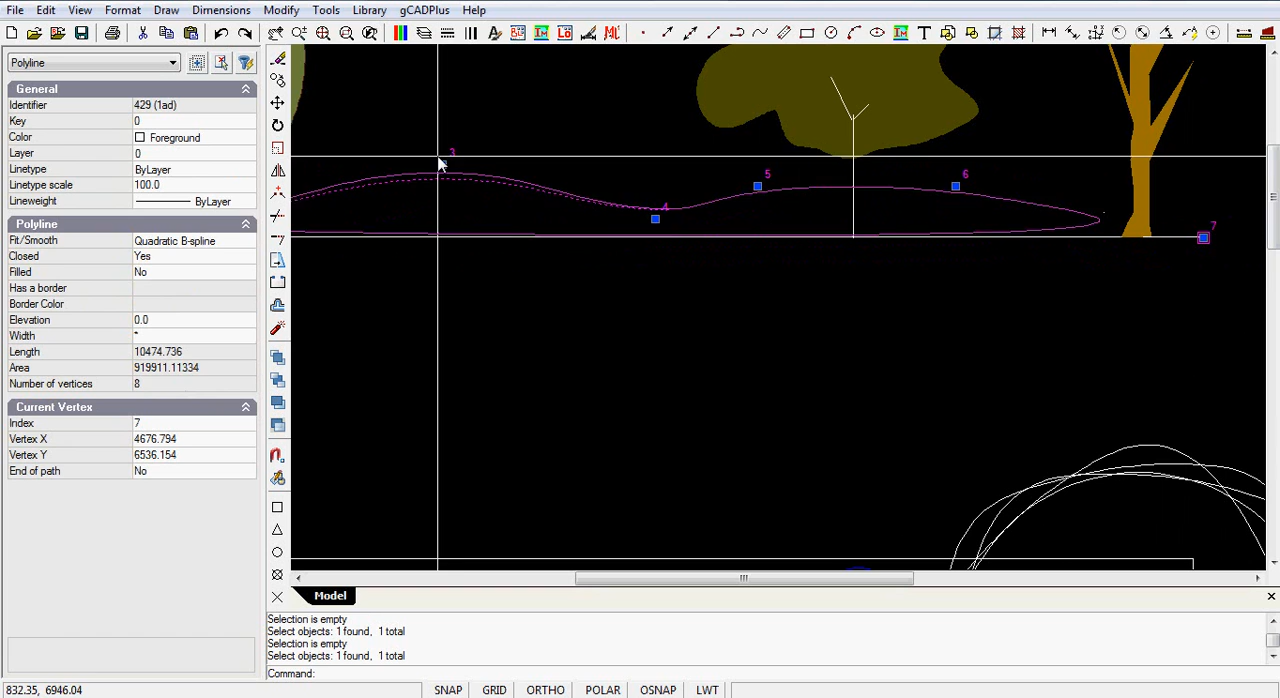 File Edit View Format Draw Dimensions Modify Tools Library gCADPlus Help
Polyline
General
Identifier 429 (1ad)
Key 0
Color Foreground
Layer 0
Linetype ByLayer
Linetype scale 100.0
Lineweight ByLayer
Polyline
Fit/Smooth Quadratic B-spline
Closed Yes
Filled No
Has a border
Border Color
Elevation 0.0
Width *
Length 10474.736
Area 919911.11334
Number of vertices 8
Current Vertex
Index 7
Vertex X 4676.794
Vertex Y 6536.154
End of path No
3
4
5
6
7
Model
Selection is empty
Select objects: 1 found, 1 total
Selection is empty
Select objects: 1 found, 1 total
Command:
832.35, 6946.04 SNAP GRID ORTHO POLAR OSNAP LWT